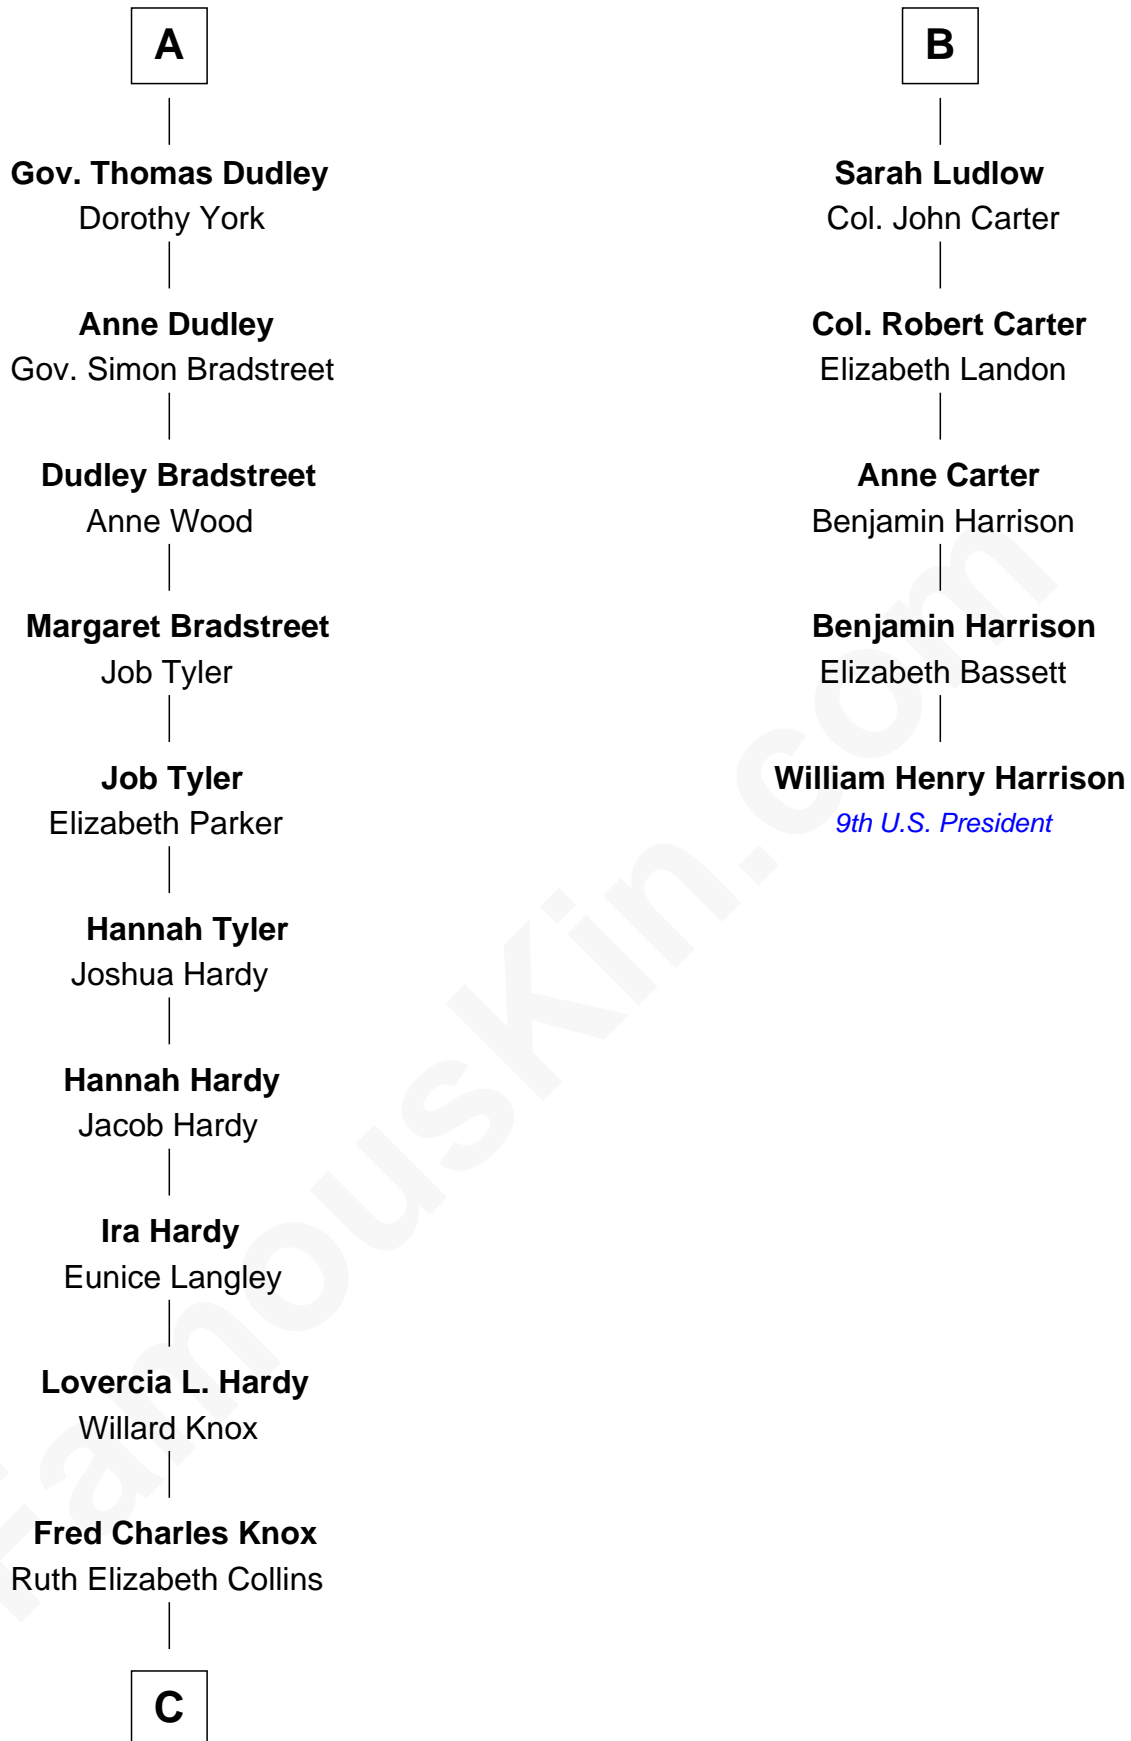 A
Gov. Thomas Dudley
Dorothy York
Anne Dudley
Gov. Simon Bradstreet
Dudley Bradstreet
Anne Wood
Margaret Bradstreet
Job Tyler
Job Tyler
Elizabeth Parker
Hannah Tyler
Joshua Hardy
Hannah Hardy
Jacob Hardy
Ira Hardy
Eunice Langley
Lovercia L. Hardy
Willard Knox
Fred Charles Knox
Ruth Elizabeth Collins
C
B
Sarah Ludlow
Col. John Carter
Col. Robert Carter
Elizabeth Landon
Anne Carter
Benjamin Harrison
Benjamin Harrison
Elizabeth Bassett
William Henry Harrison
9th U.S. President
FamousKin.com